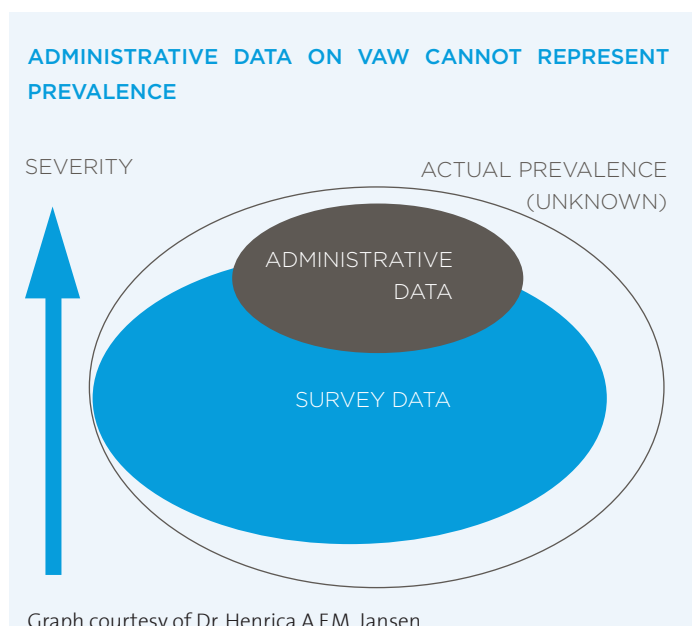 ADMINISTRATIVE DATA ON VAW CANNOT REPRESENT
PREVALENCE
SEVERITY
ACTUAL PREVALENCE
(UNKNOWN)
ADMINISTRATIVE
DATA
SURVEY DATA
Graph courtesy of Dr. Henrica A.F.M. Jansen